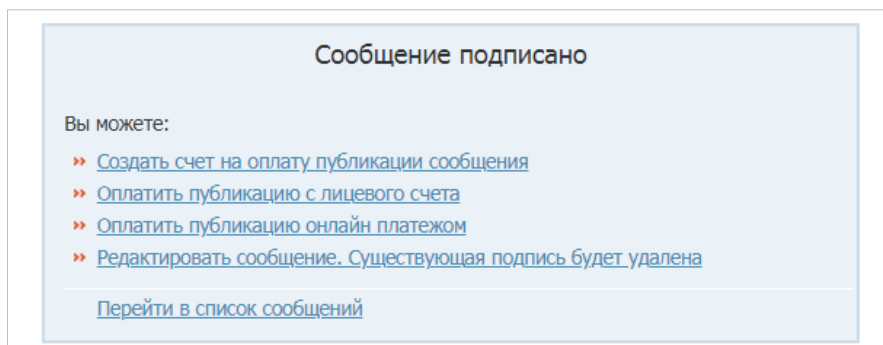 Сообщение подписано
Вы можете:
» Создать счет на оплату публикации сообщения
» Оплатить публикацию с лицевого счета
» Оплатить публикацию онлайн платежом
» Редактировать сообщение. Существующая подпись будет удалена
Перейти в список сообщений